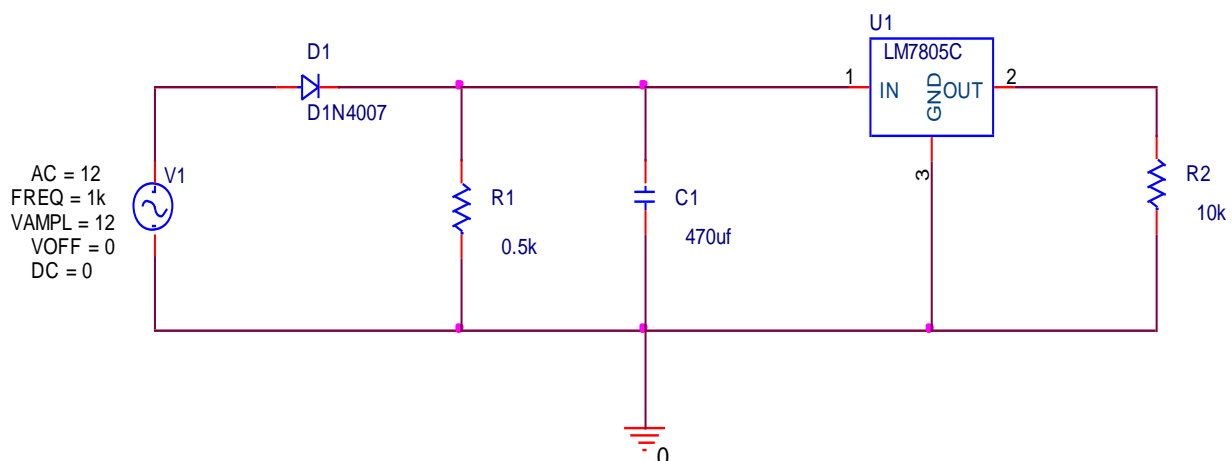 U1
LM7805C
D1
1
IN
GND
OUT
2
D1N4007
AC = 12
V1
FREQ = 1k
VAMPL = 12
VOFF = 0
DC = 0
R1
0.5k
C1
470uf
3
R2
10k
0